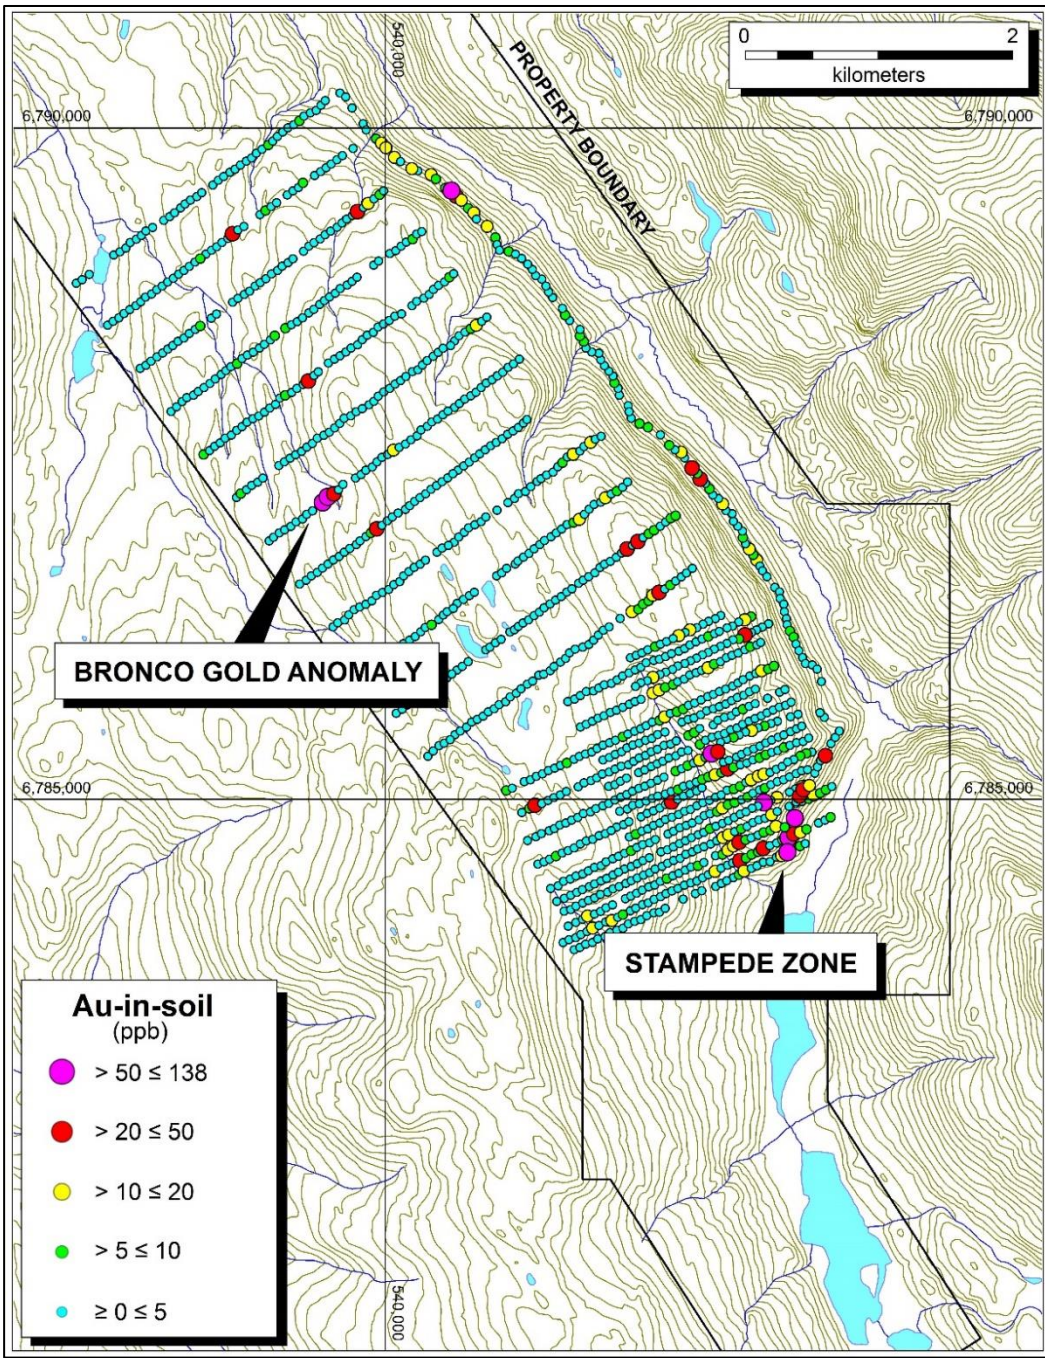 0 2
kilometers
540,000
PROPERTY BOUNDARY
6,790,000 6,790,000
BRONCO GOLD ANOMALY
6,785,000 6,785,000
STAMPEDE ZONE
Au-in-soil
(ppb)
> 50 ≤ 138
> 20 ≤ 50
> 10 ≤ 20
> 5 ≤ 10
≥ 0 ≤ 5
540,000